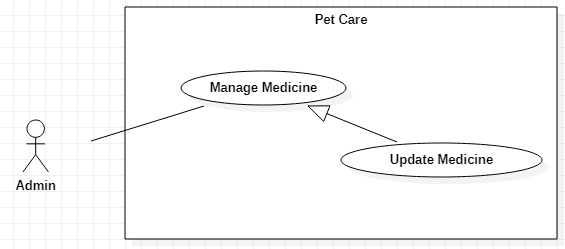 Pet Care
Manage Medicine
Update Medicine
Admin